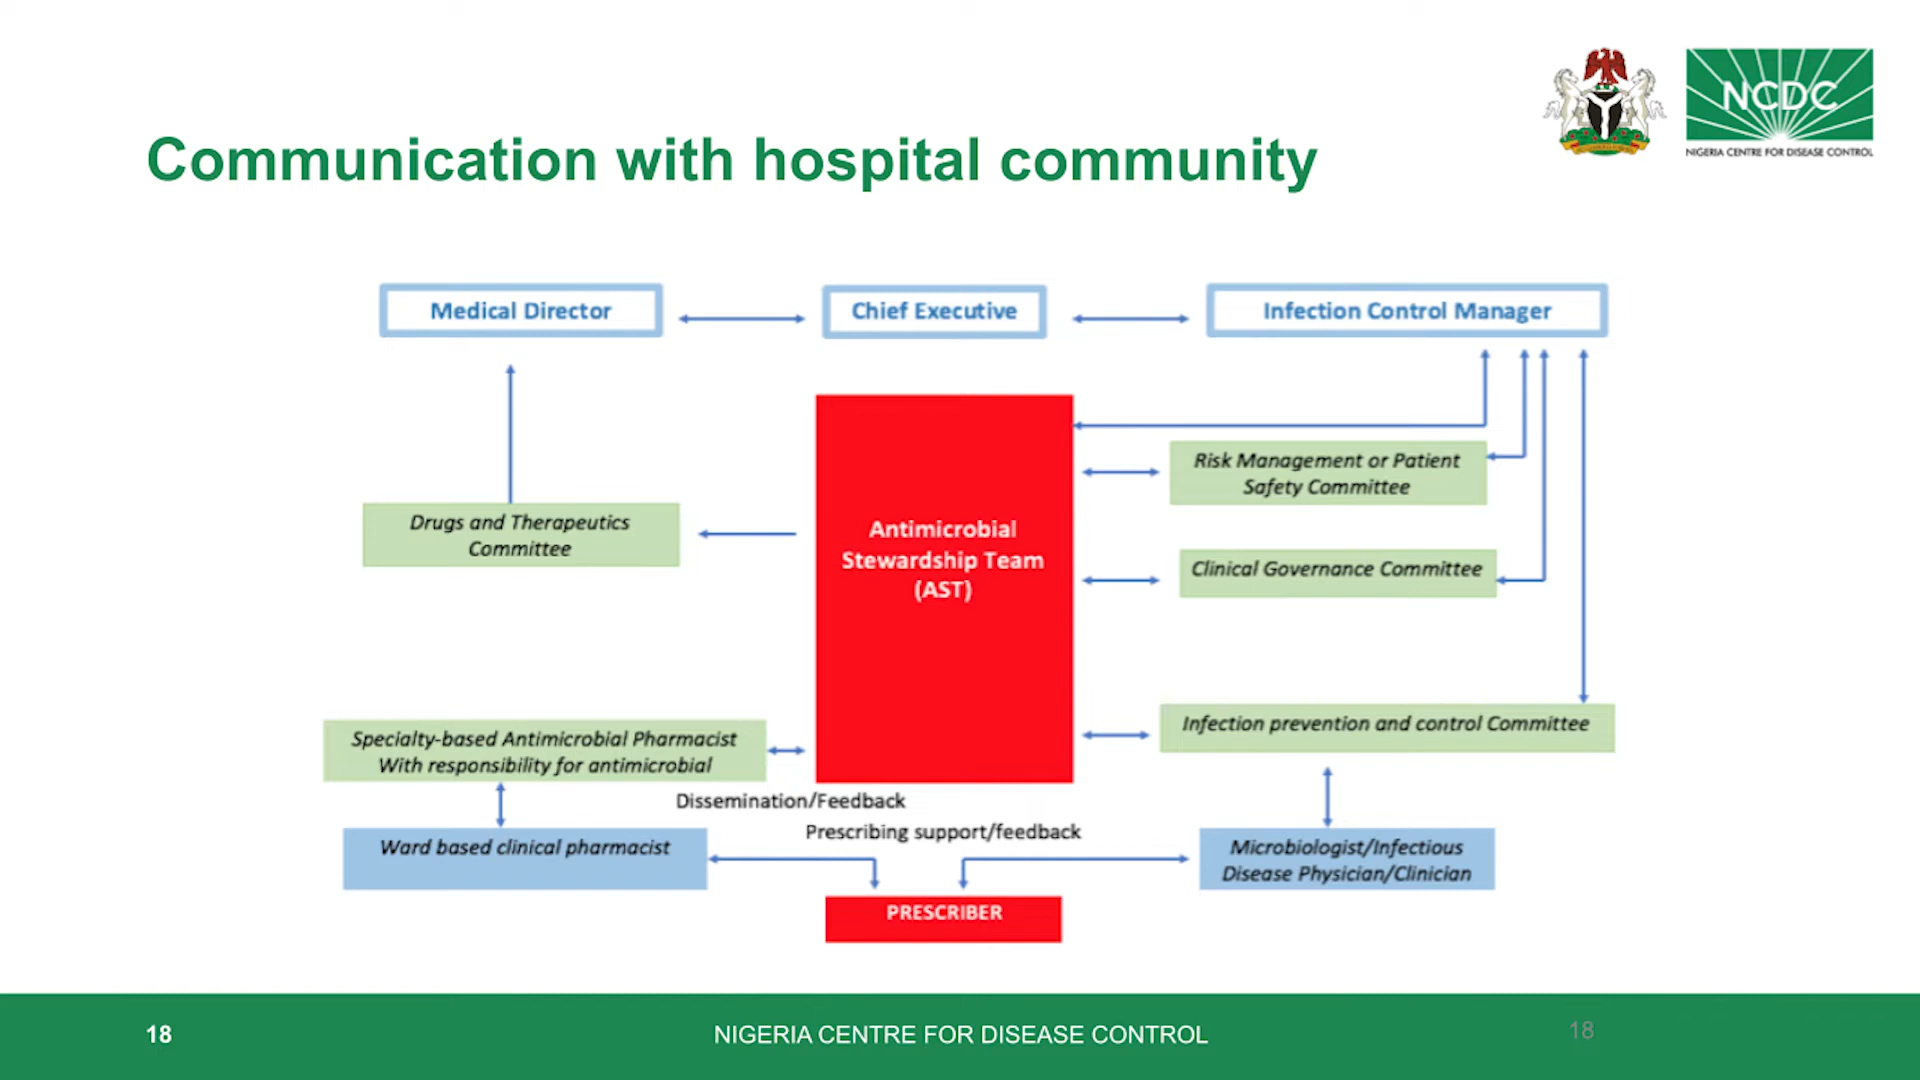 NCDC
NIGERIA CENTRE FOR DISEASE CONTROL
Communication with hospital community
Medical Director
Chief Executive
Infection Control Manager
Risk Management or Patient
Safety Committee
Drugs and Therapeutics
Committee
Antimicrobial
Stewardship Team
(AST)
Clinical Governance Committee
Specialty-based Antimicrobial Pharmacist
With responsibility for antimicrobial
Infection prevention and control Committee
Dissemination/Feedback
Prescribing support/feedback
Ward based clinical pharmacist
Microbiologist/Infectious
Disease Physician/Clinician
PRESCRIBER
18
NIGERIA CENTRE FOR DISEASE CONTROL
18